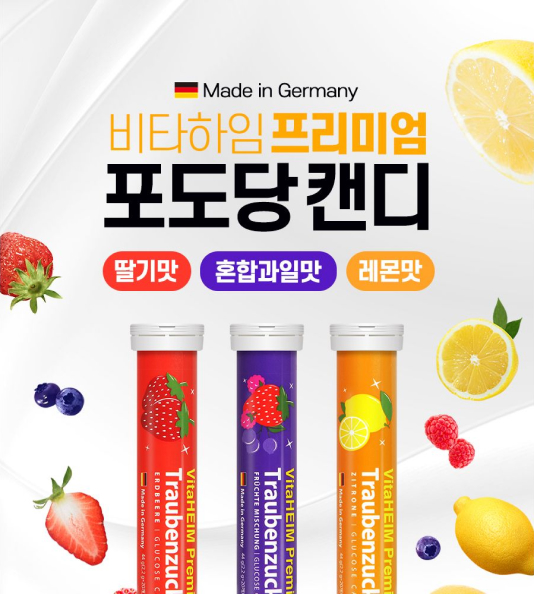 Made in Germany
비타하임 프리미엄
포도당 캔디
딸기맛
혼합과일맛
레몬맛
VitaHEIM Premi
Traubenzuck
ERDBEERE | GLUCOSE C
Made in Germany
VitaHEIM Premi
Traubenzuck
FRÜCHTE MISCHUNG | GLUCOSE
Made in Germany
VitaHEIM Premi
Traubenzuck
ZITRONE | GLUCOSE C
Made in Germany